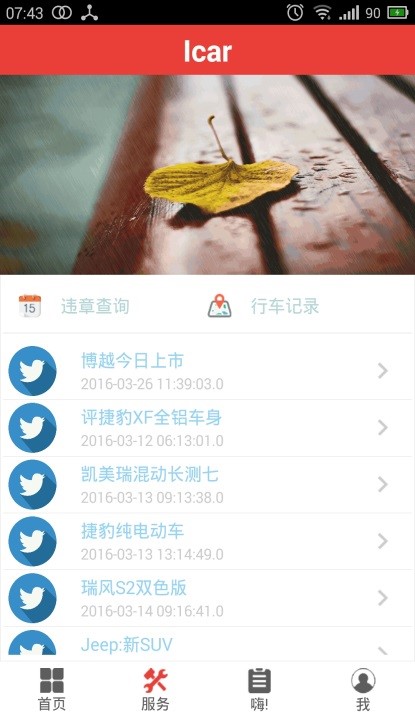 07:43
90
Icar
15
违章查询
行车记录
博越今日上市
2016-03-26 11:39:03.0
评捷豹XF全铝车身
2016-03-12 06:13:01.0
凯美瑞混动长测七
2016-03-13 09:13:38.0
捷豹纯电动车
2016-03-13 13:14:49.0
瑞风S2双色版
2016-03-14 09:16:41.0
Jeep:新SUV
首页
服务
嗨!
我